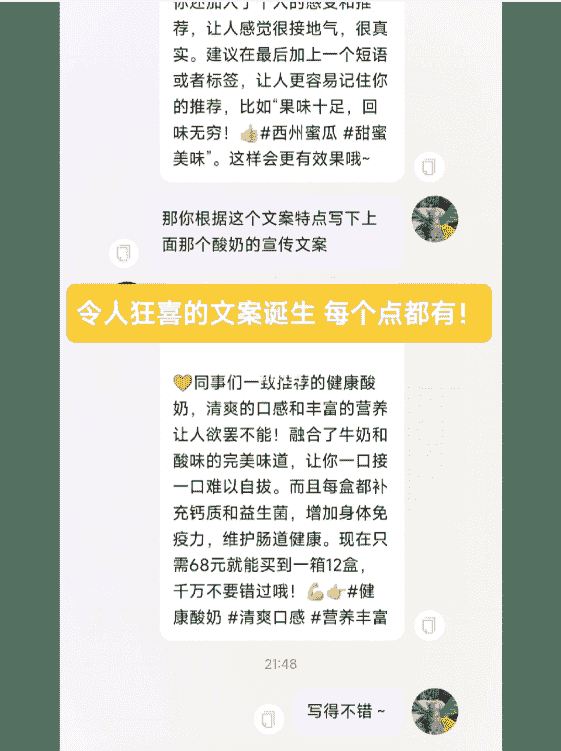 你还加入了个人的感受和推
荐，让人感觉很接地气，很真
实。建议在最后加上一个短语
或者标签，让人更容易记住你
的推荐，比如“果味十足，回
味无穷！👍#西州蜜瓜 #甜蜜
美味”。这样会更有效果哦~
那你根据这个文案特点写下上
面那个酸奶的宣传文案
令人狂喜的文案诞生 每个点都有！
💛同事们一致推荐的健康酸
奶，清爽的口感和丰富的营养
让人欲罢不能！融合了牛奶和
酸味的完美味道，让你一口接
一口难以自拔。而且每盒都补
充钙质和益生菌，增加身体免
疫力，维护肠道健康。现在只
需68元就能买到一箱12盒，
千万不要错过哦！💪👉#健
康酸奶 #清爽口感 #营养丰富
21:48
写得不错 ~